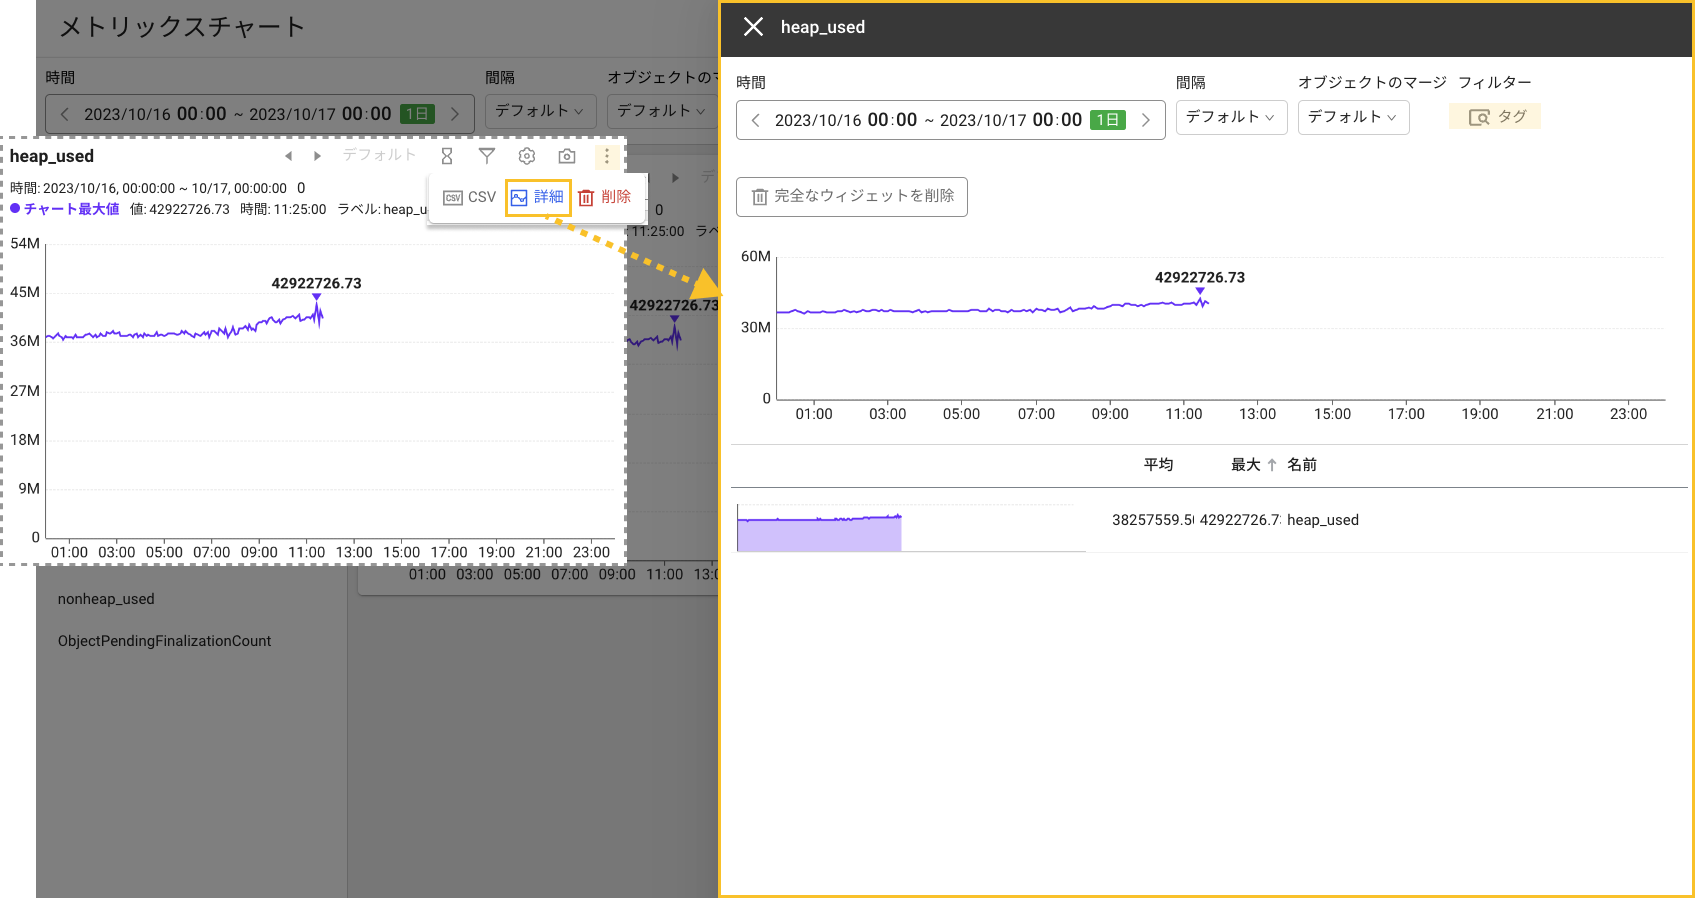 メトリックスチャート
時間
間隔
オブジェクトのマ
2023/10/16 00:00 ~ 2023/10/17 00:00 1日
デフォルト
デフォルト
heap_used
デフォルト
時間: 2023/10/16, 00:00:00 ~ 10/17, 00:00:00 0
チャート最大値 値: 42922726.73 時間: 11:25:00 ラベル: heap_u
CSV CSV
詳細
削除
54M
45M
36M
27M
18M
9M
0
42922726.73
01:00 03:00 05:00 07:00 09:00 11:00 13:00 15:00 17:00 19:00 21:00 23:00
デ
0
11:25:00 ラベ
42922726.73
01:00 03:00 05:00 07:00 09:00 11:00 13:0
nonheap_used
ObjectPendingFinalizationCount
heap_used
時間
間隔
オブジェクトのマージ
フィルター
2023/10/16 00:00 ~ 2023/10/17 00:00 1日
デフォルト
デフォルト
タグ
完全なウィジェットを削除
60M
30M
0
42922726.73
01:00 03:00 05:00 07:00 09:00 11:00 13:00 15:00 17:00 19:00 21:00 23:00
平均 最大 名前
38257559.5 42922726.7 heap_used